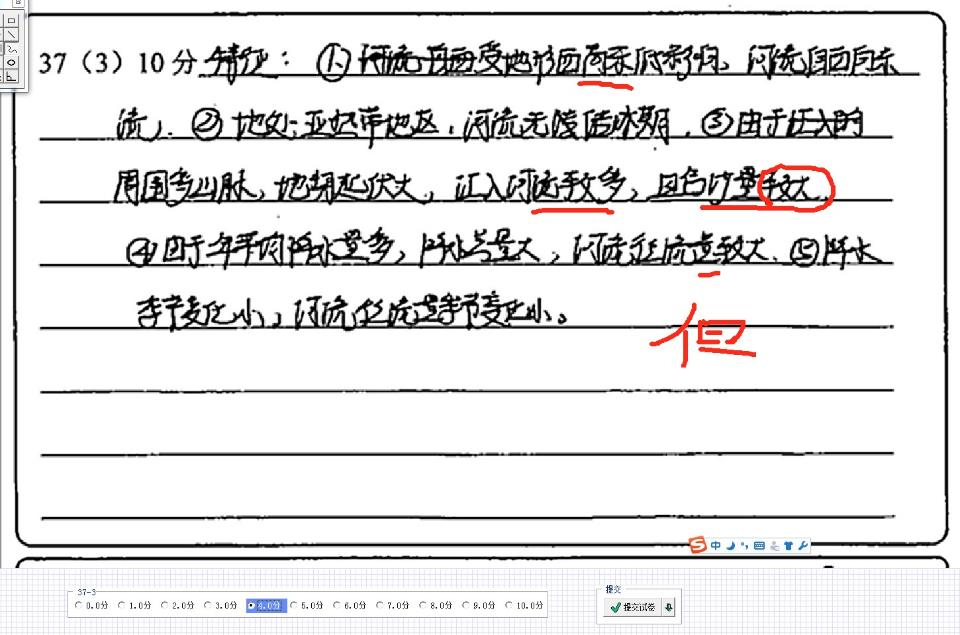 37（3）10分 特征：① 河流自西受地形西高东低影响，河流自西向东
流）.② 地处:亚热带地区，河流无凌汛冰期.③由于汇入的
周围多山脉，地势起伏大，汇入河流多，且含沙量较大.
④由于年平均降水量多，降水总量大，河流径流量较大.⑤降水
季节变化小，河流径流量季节变化小。
但
中
37-3
0.0分 1.0分 2.0分 3.0分 4.0分 5.0分 6.0分 7.0分 8.0分 9.0分 10.0分
提交
提交试卷